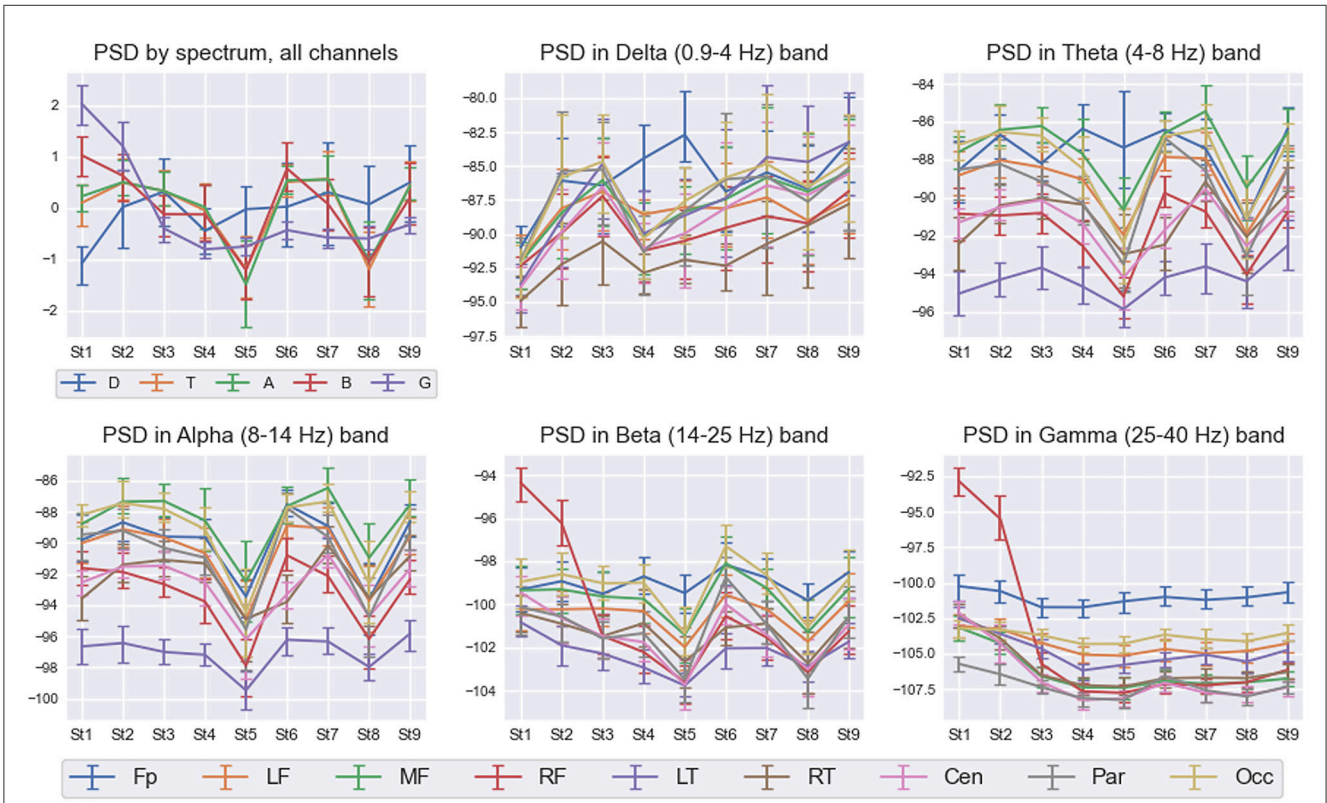 PSD by spectrum, all channels
2
1
0
−1
−2
St1 St2 St3 St4 St5 St6 St7 St8 St9
D T A B G
PSD in Delta (0.9-4 Hz) band
−80.0
−82.5
−85.0
−87.5
−90.0
−92.5
−95.0
−97.5
St1 St2 St3 St4 St5 St6 St7 St8 St9
PSD in Theta (4-8 Hz) band
−84
−86
−88
−90
−92
−94
−96
St1 St2 St3 St4 St5 St6 St7 St8 St9
PSD in Alpha (8-14 Hz) band
−86
−88
−90
−92
−94
−96
−98
−100
St1 St2 St3 St4 St5 St6 St7 St8 St9
PSD in Beta (14-25 Hz) band
−94
−96
−98
−100
−102
−104
St1 St2 St3 St4 St5 St6 St7 St8 St9
PSD in Gamma (25-40 Hz) band
−92.5
−95.0
−97.5
−100.0
−102.5
−105.0
−107.5
St1 St2 St3 St4 St5 St6 St7 St8 St9
Fp LF MF RF LT RT Cen Par Occ